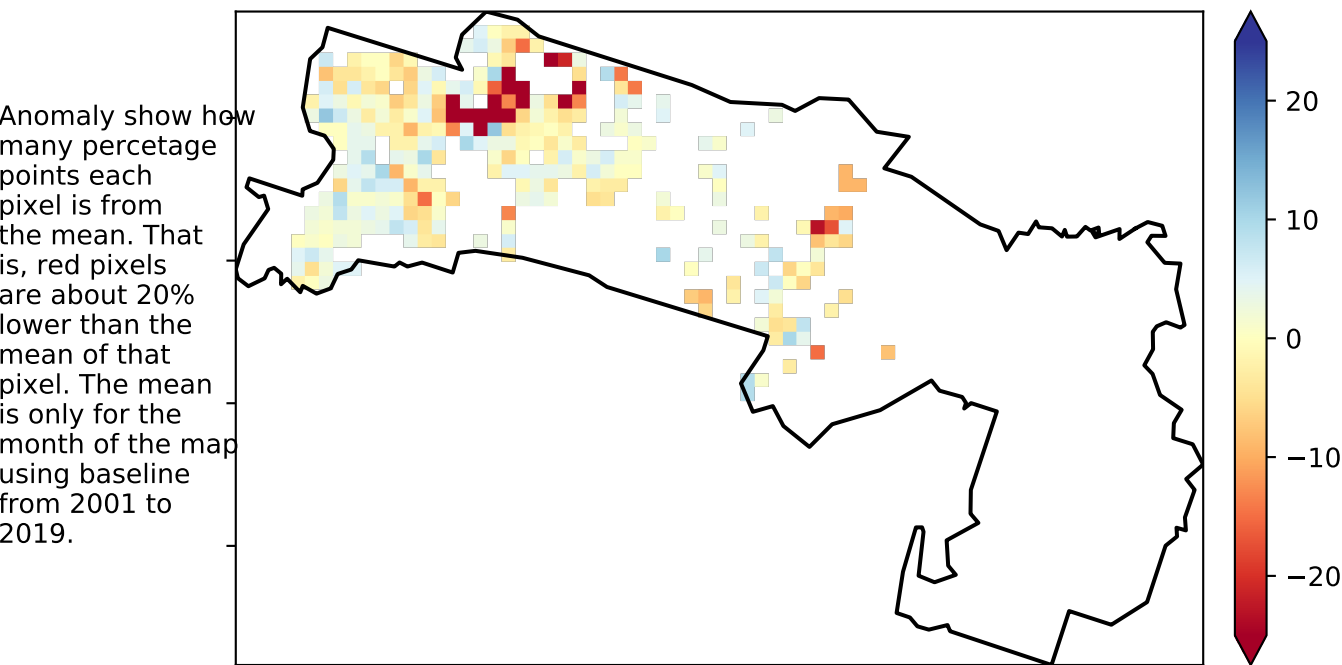 Anomaly show how
many percetage
points each
pixel is from
the mean. That
is, red pixels
are about 20%
lower than the
mean of that
pixel. The mean
is only for the
month of the map
using baseline
from 2001 to
2019.
20
10
0
−10
−20